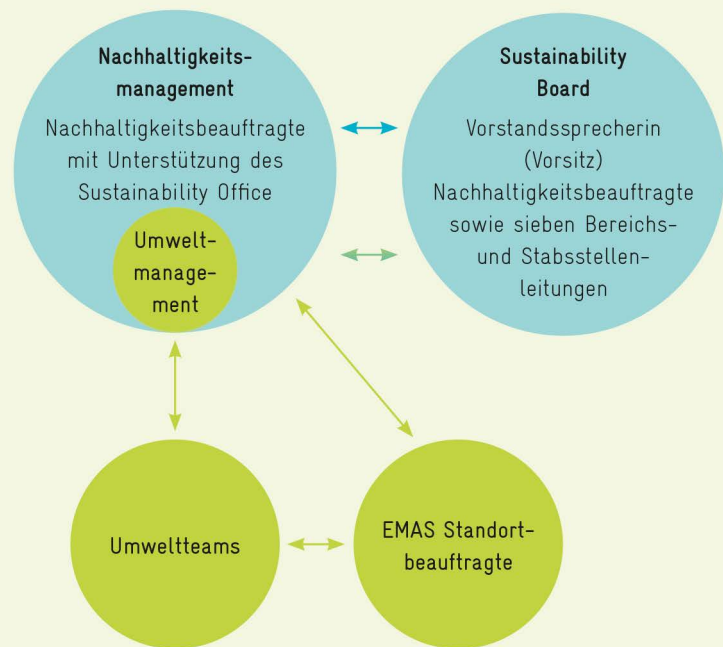 Nachhaltigkeits-
management
Nachhaltigkeitsbeauftragte
mit Unterstützung des
Sustainability Office
Umwelt-
manage-
ment
Sustainability
Board
Vorstandssprecherin
(Vorsitz)
Nachhaltigkeitsbeauftragte
sowie sieben Bereichs-
und Stabsstellen-
leitungen
Umweltteams
EMAS Standort-
beauftragte